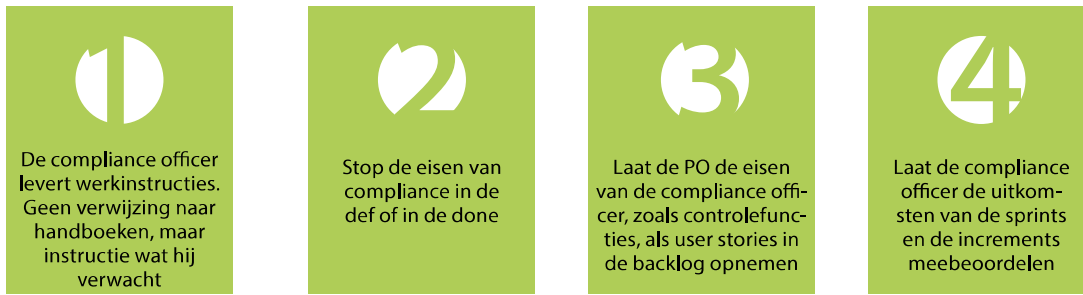 1
De compliance officer
levert werkinstructies.
Geen verwijzing naar
handboeken, maar
instructie wat hij
verwacht
2
Stop de eisen van
compliance in de
def of in de done
3
Laat de PO de eisen
van de compliance offi-
cer, zoals controlefunc-
ties, als user stories in
de backlog opnemen
4
Laat de compliance
officer de uitkom-
sten van de sprints
en de increments
meebeoordelen